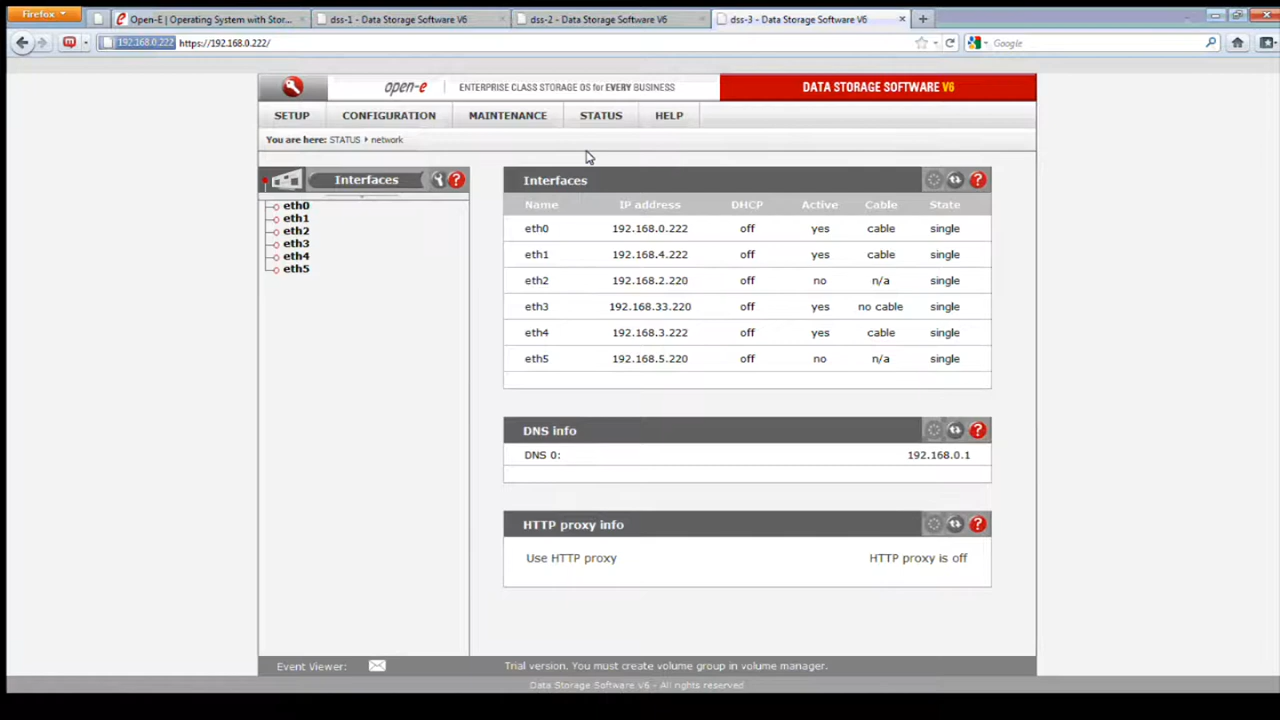 Firefox
Open-E | Operating System with Stor...
dss-1 - Data Storage Software V6
dss-2 - Data Storage Software V6
dss-3 - Data Storage Software V6
192.168.0.222 https://192.168.0.222/
Google
open-e
ENTERPRISE CLASS STORAGE OS for EVERY BUSINESS
DATA STORAGE SOFTWARE V6
SETUP CONFIGURATION MAINTENANCE STATUS HELP
You are here: STATUS network
Interfaces
eth0
eth1
eth2
eth3
eth4
eth5
Interfaces
Name IP address DHCP Active Cable State
eth0 192.168.0.222 off yes cable single
eth1 192.168.4.222 off yes cable single
eth2 192.168.2.220 off no n/a single
eth3 192.168.33.220 off yes no cable single
eth4 192.168.3.222 off yes cable single
eth5 192.168.5.220 off no n/a single
DNS info
DNS 0: 192.168.0.1
HTTP proxy info
Use HTTP proxy HTTP proxy is off
Event Viewer: Trial version. You must create volume group in volume manager.
Data Storage Software V6 - All rights reserved